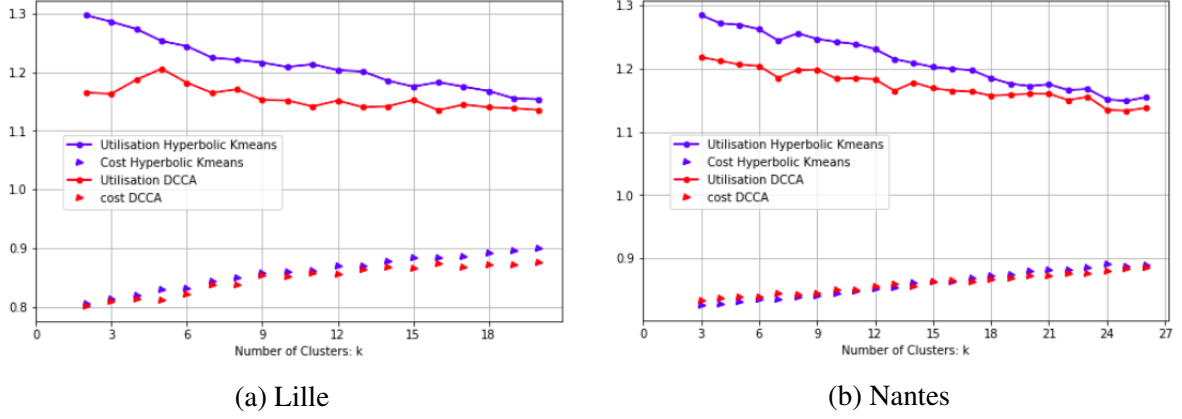 1.3
1.2
1.1
1.0
0.9
0.8
Utilisation Hyperbolic Kmeans
Cost Hyperbolic Kmeans
Utilisation DCCA
cost DCCA
0 3 6 9 12 15 18
Number of Clusters: k
(a) Lille
1.3
1.2
1.1
1.0
0.9
Utilisation Hyperbolic Kmeans
Cost Hyperbolic Kmeans
Utilisation DCCA
cost DCCA
0 3 6 9 12 15 18 21 24 27
Number of Clusters: k
(b) Nantes